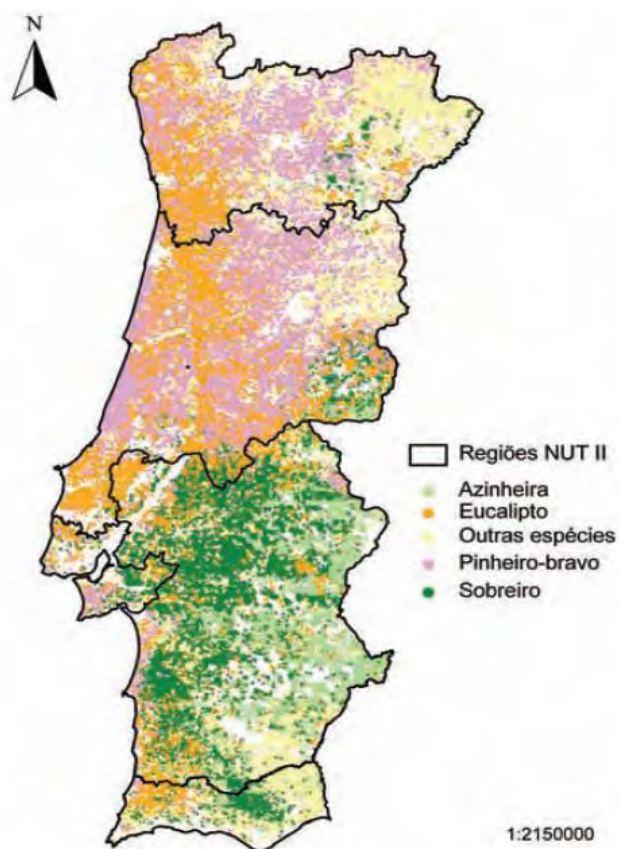 N
Regiões NUT II
Azinheira
Eucalipto
Outras espécies
Pinheiro-bravo
Sobreiro
1:2150000